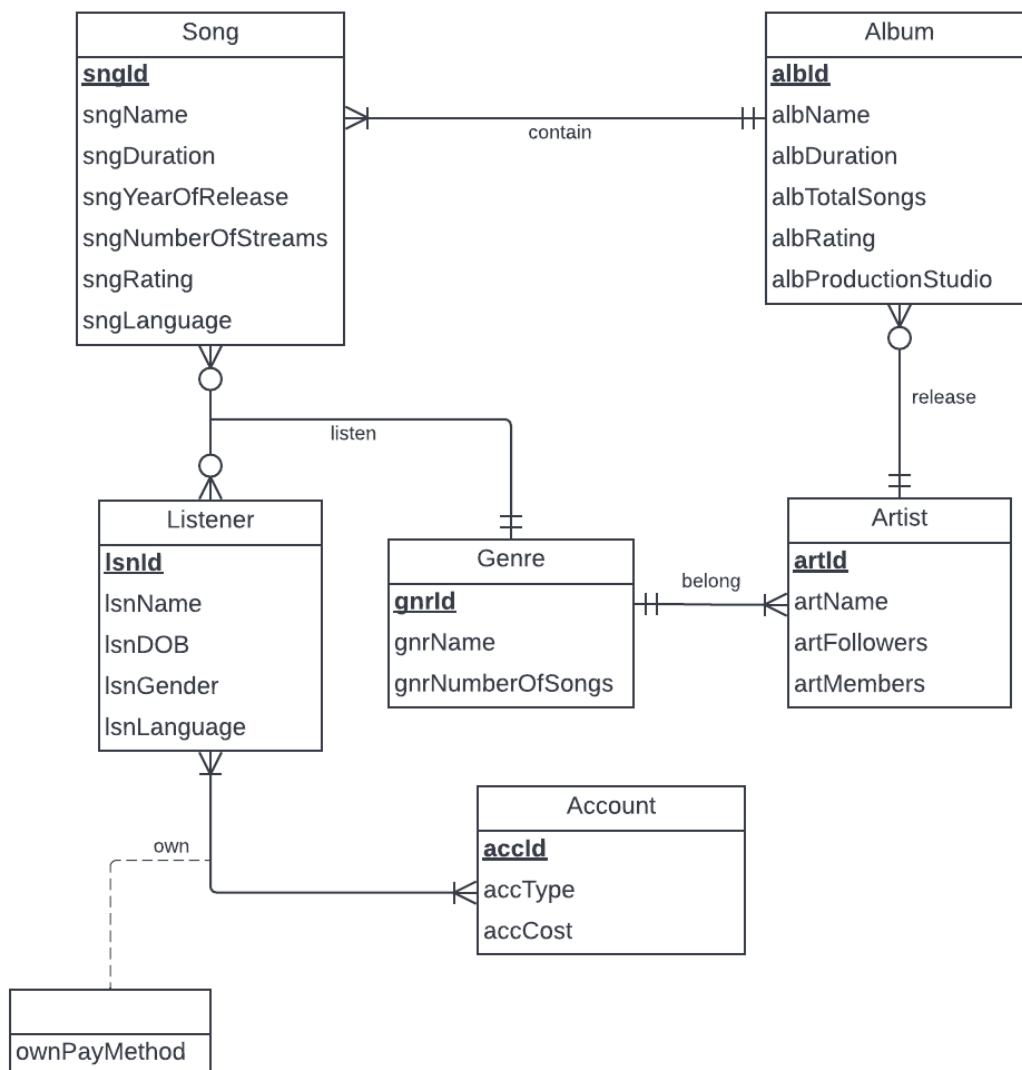 Song
sngId
sngName
sngDuration
sngYearOfRelease
sngNumberOfStreams
sngRating
sngLanguage
contain
Album
albId
albName
albDuration
albTotalSongs
albRating
albProductionStudio
release
listen
Listener
lsnId
lsnName
lsnDOB
lsnGender
lsnLanguage
Genre
gnrId
gnrName
gnrNumberOfSongs
belong
Artist
artId
artName
artFollowers
artMembers
own
Account
accId
accType
accCost
ownPayMethod